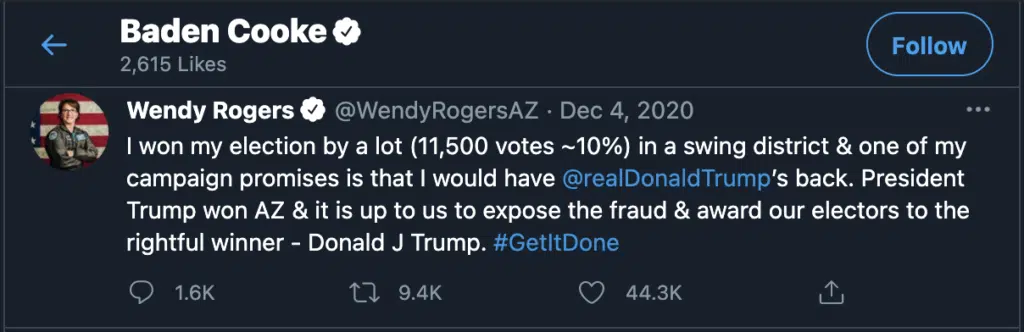 Baden Cooke
2,615 Likes
Follow
Wendy Rogers @WendyRogersAZ · Dec 4, 2020
I won my election by a lot (11,500 votes ~10%) in a swing district & one of my
campaign promises is that I would have @realDonaldTrump's back. President
Trump won AZ & it is up to us to expose the fraud & award our electors to the
rightful winner - Donald J Trump. #GetItDone
1.6K 9.4K 44.3K